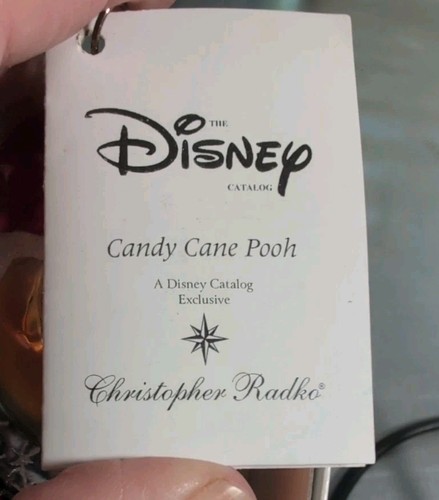 THE
Disney
CATALOG
Candy Cane Pooh
A Disney Catalog
Exclusive
Christopher Radko®